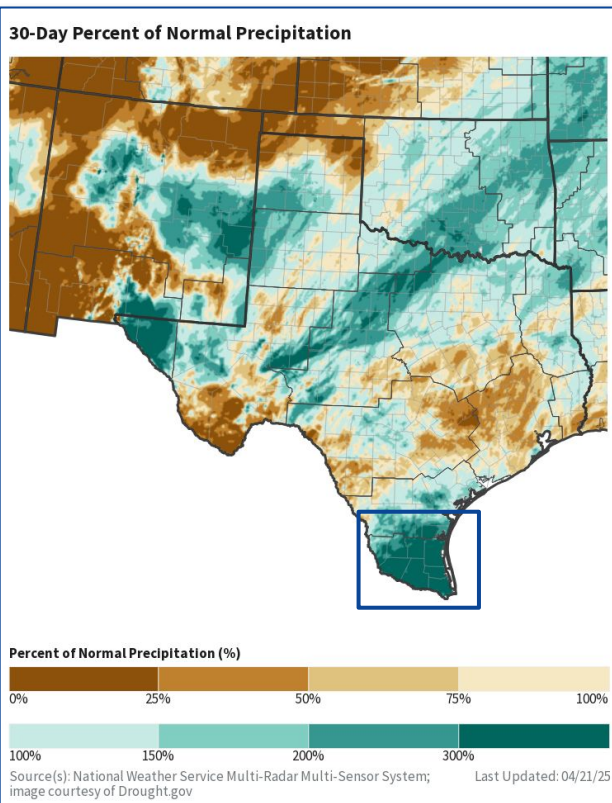 30-Day Percent of Normal Precipitation
Percent of Normal Precipitation (%)
0% 25% 50% 75% 100%
100% 150% 200% 300%
Source(s): National Weather Service Multi-Radar Multi-Sensor System; Last Updated: 04/21/25
image courtesy of Drought.gov